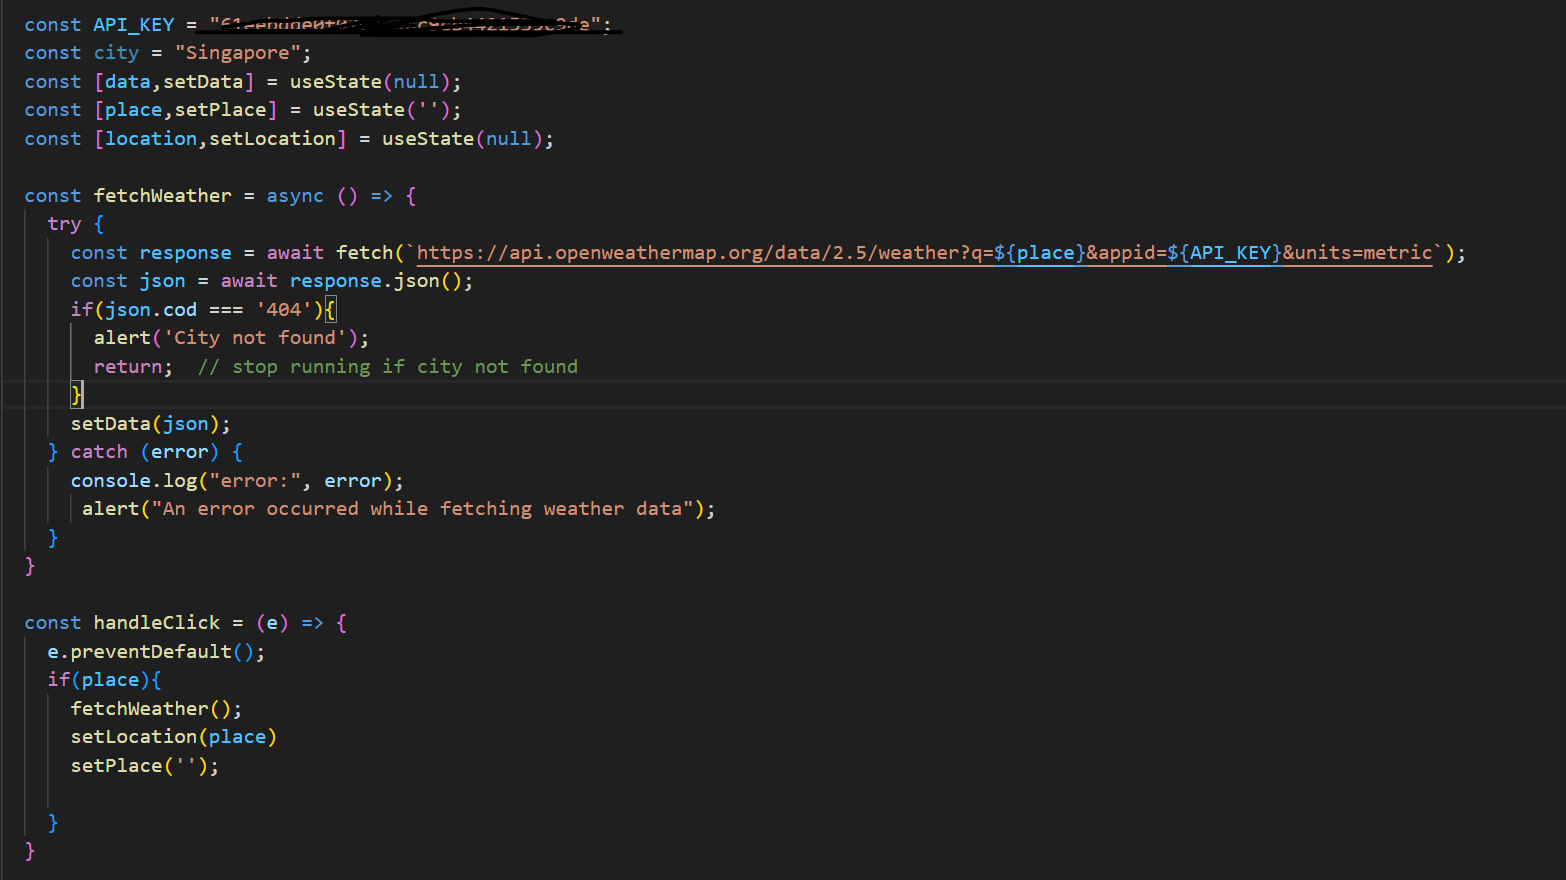 const API_KEY = "
const city = "Singapore";
const [data,setData] = useState(null);
const [place,setPlace] = useState('');
const [location,setLocation] = useState(null);
const fetchWeather = async () => {
try {
const response = await fetch(`https://api.openweathermap.org/data/2.5/weather?q=${place}&appid=${API_KEY}&units=metric`);
const json = await response.json();
if(json.cod === '404'){
alert('City not found');
return;  // stop running if city not found
}
setData(json);
} catch (error) {
console.log("error:", error);
alert("An error occurred while fetching weather data");
}
}
const handleClick = (e) => {
e.preventDefault();
if(place){
fetchWeather();
setLocation(place)
setPlace('');
}
}